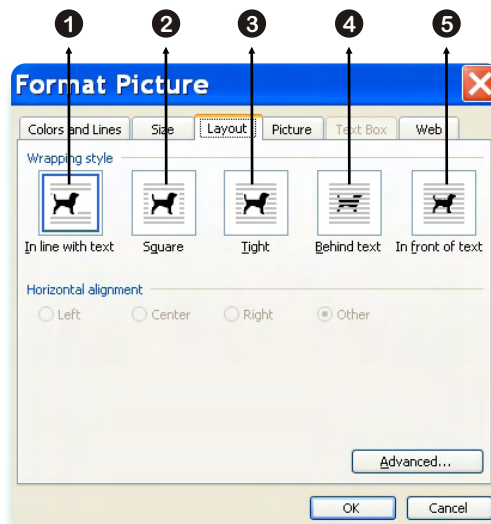 1 2 3 4 5
Format Picture
Colors and Lines Size Layout Picture Text Box Web
Wrapping style
In line with text Square Tight Behind text In front of text
Horizontal alignment
Left Center Right Other
Advanced...
OK Cancel